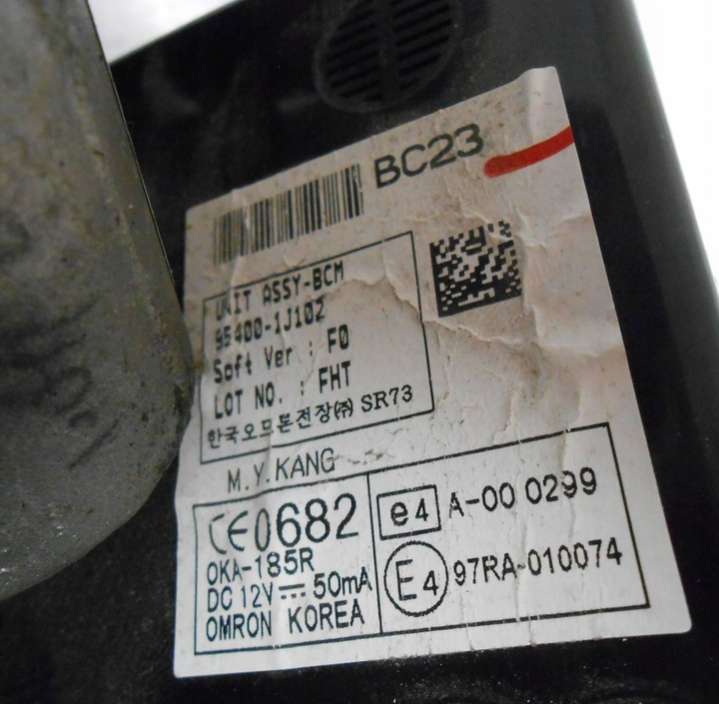 BC23
UNIT ASSY-BCM
95400-1J102
Soft Ver : F0
LOT NO. : FHT
한국오므론전장(주) SR73
M.Y.KANG
CE0682
OKA-185R
DC 12V⎓50mA
OMRON KOREA
e4 A-00 0299
E4 97RA-010074